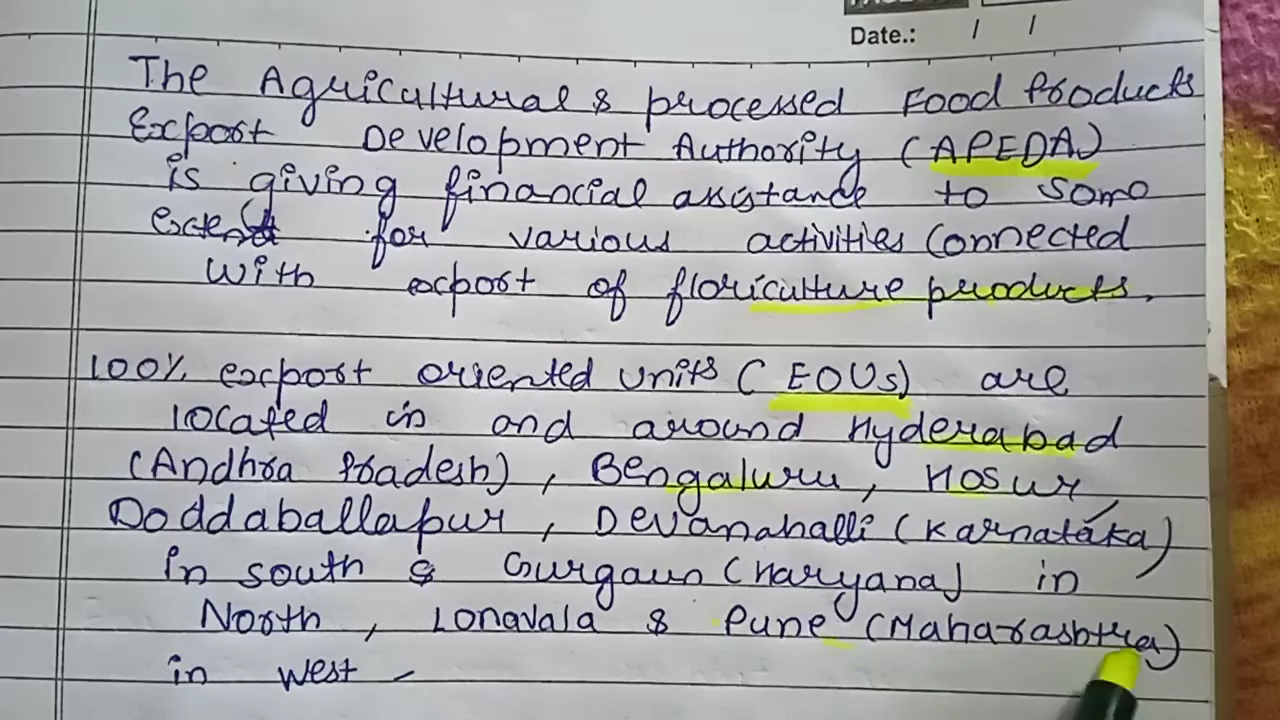 Date.: / /
The Agricultural & processed Food Products
Export Development Authority (APEDA)
is giving financial assistance to some
extent for various activities connected
with export of floriculture products.
100% export oriented units (EOUs) are
located in and around Hyderabad
(Andhra Pradesh), Bengaluru, Hosur,
Doddaballapur, Devanahalli (Karnataka)
in south & Gurgaun (Haryana) in
North, Lonavala & Pune (Maharashtra)
in west